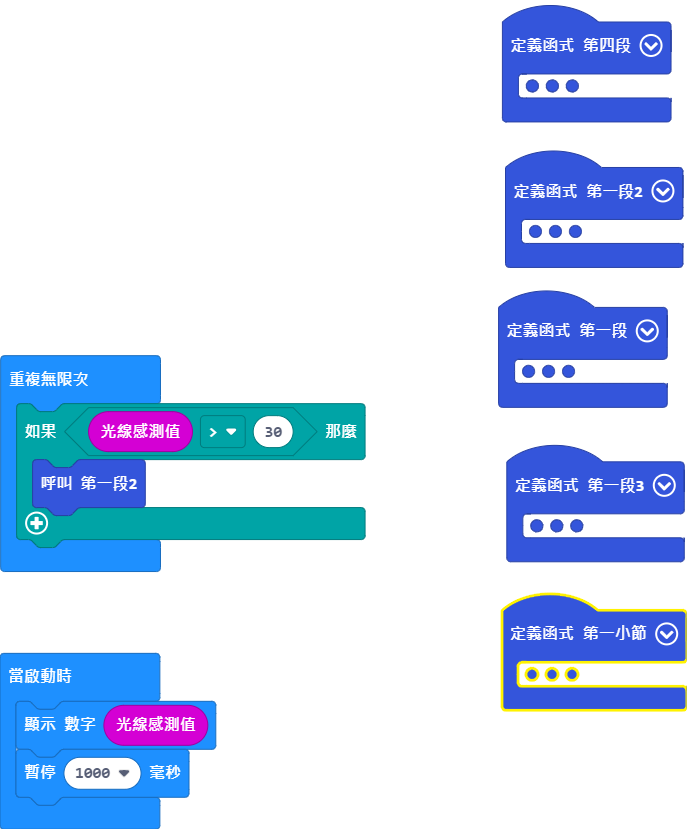 定義函式 第四段
定義函式 第一段2
定義函式 第一段
重複無限次
如果 光線感測值 > 30 那麼
呼叫 第一段2
定義函式 第一段3
定義函式 第一小節
當啟動時
顯示 數字 光線感測值
暫停 1000 毫秒